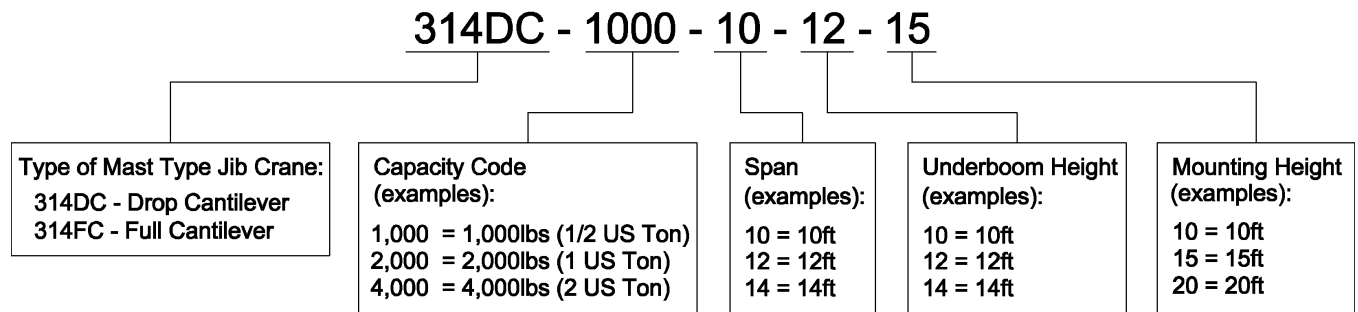 314DC - 1000 - 10 - 12 - 15
Type of Mast Type Jib Crane:
314DC - Drop Cantilever
314FC - Full Cantilever
Capacity Code
(examples):
1,000 = 1,000lbs (1/2 US Ton)
2,000 = 2,000lbs (1 US Ton)
4,000 = 4,000lbs (2 US Ton)
Span
(examples):
10 = 10ft
12 = 12ft
14 = 14ft
Underboom Height
(examples):
10 = 10ft
12 = 12ft
14 = 14ft
Mounting Height
(examples):
10 = 10ft
15 = 15ft
20 = 20ft